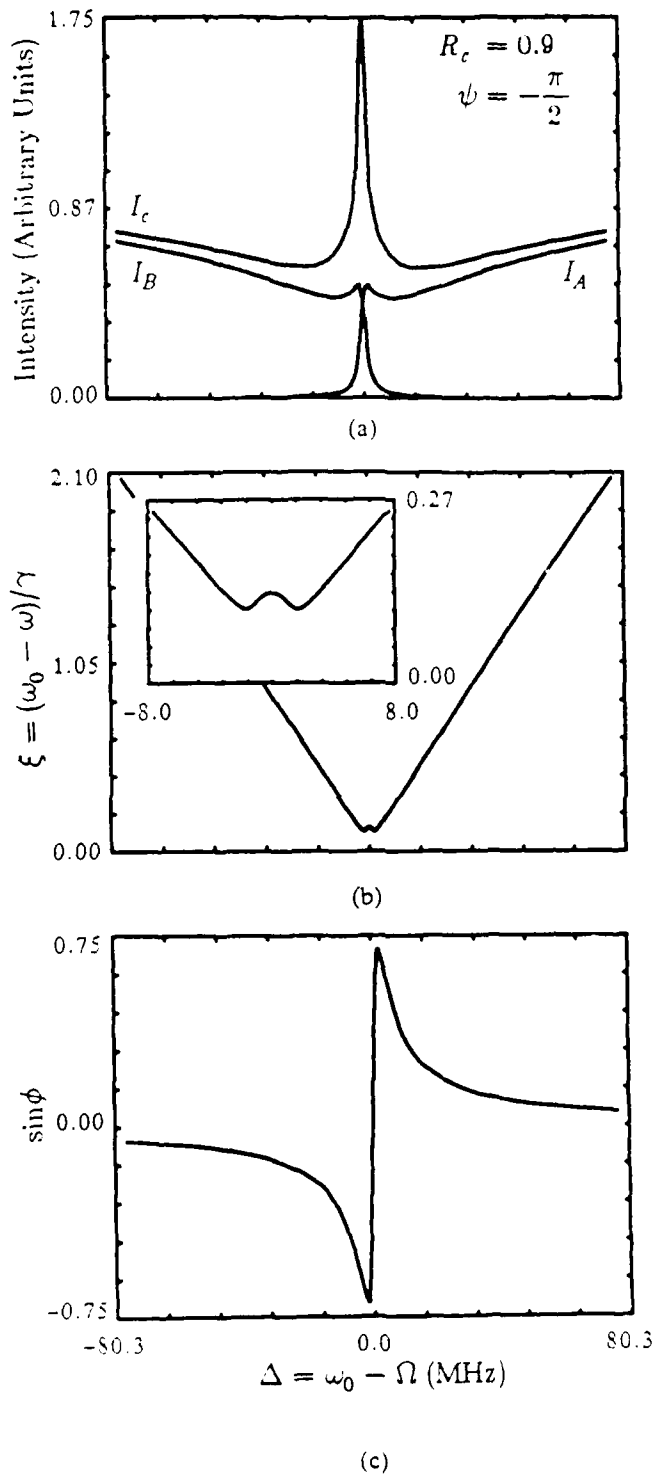 1.75
R_c = 0.9
ψ = −π/2
Intensity (Arbitrary Units)
0.87
I_c
I_B
I_A
0.00
(a)
2.10
0.27
ξ = (ω₀ − ω)/γ
1.05
0.00
−8.0
8.0
0.00
(b)
0.75
sinϕ
0.00
−0.75
−80.3
0.0
80.3
Δ = ω₀ − Ω (MHz)
(c)